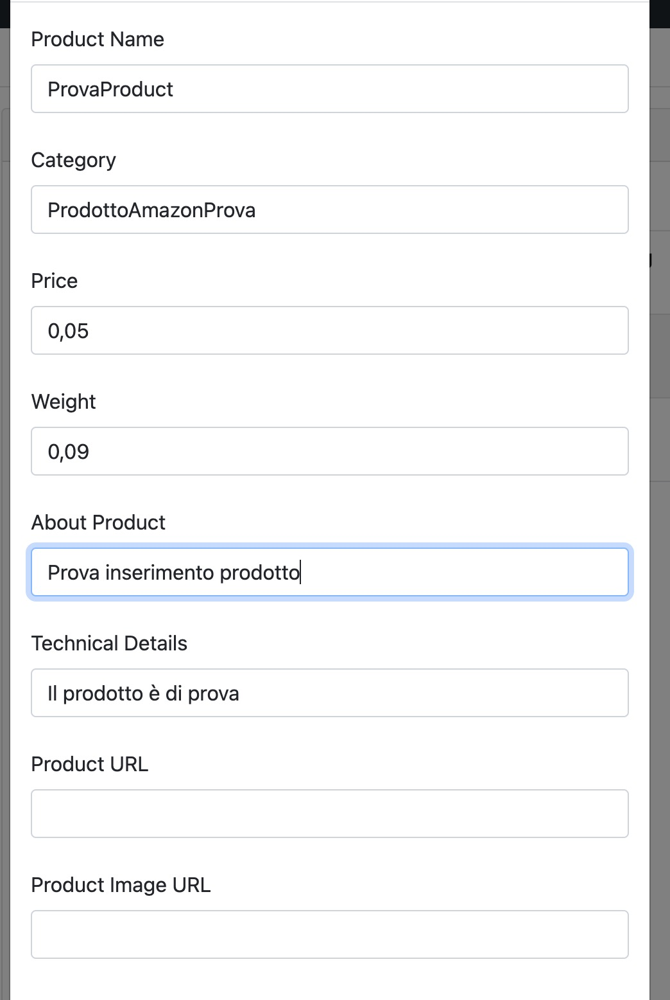 Product Name
ProvaProduct
Category
ProdottoAmazonProva
Price
0,05
Weight
0,09
About Product
Prova inserimento prodotto
Technical Details
Il prodotto è di prova
Product URL
Product Image URL